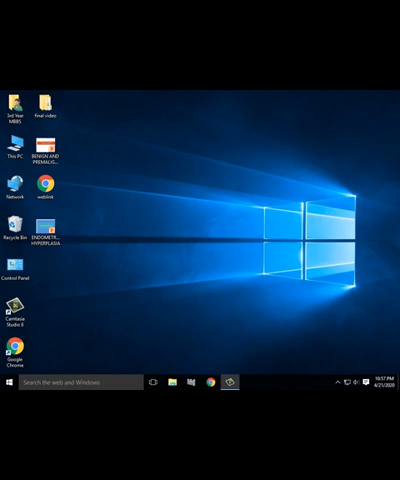 3rd Year
MBBS
final video
This PC
BENIGN AND
PREMALIG...
Network
weblink
Recycle Bin
ENDOMETR...
HYPERPLASIA
Control Panel
Camtasia
Studio 8
Google
Chrome
Search the web and Windows
10:57 PM
4/21/2020